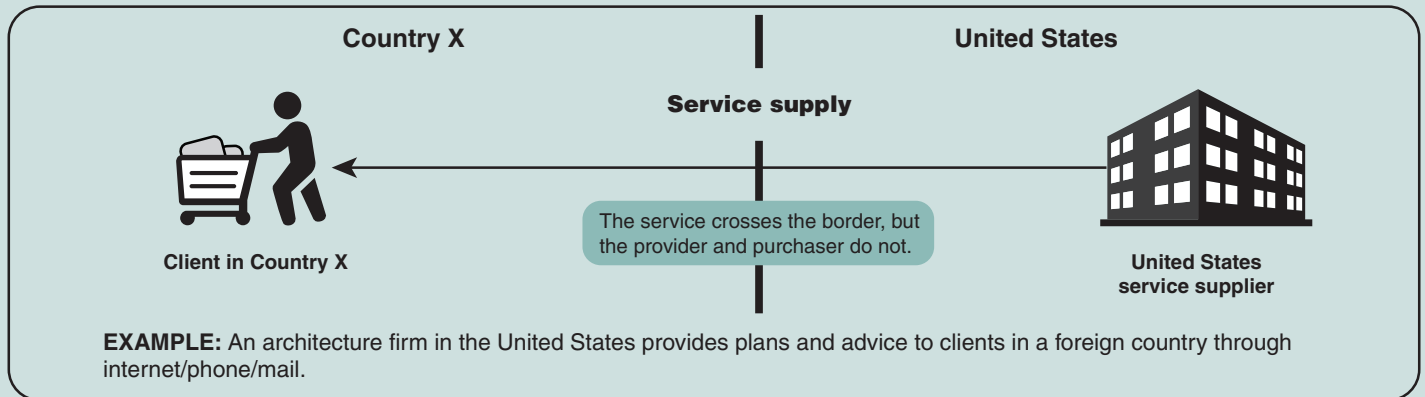 Country X
United States
Service supply
The service crosses the border, but
the provider and purchaser do not.
Client in Country X
United States
service supplier
EXAMPLE: An architecture firm in the United States provides plans and advice to clients in a foreign country through
internet/phone/mail.